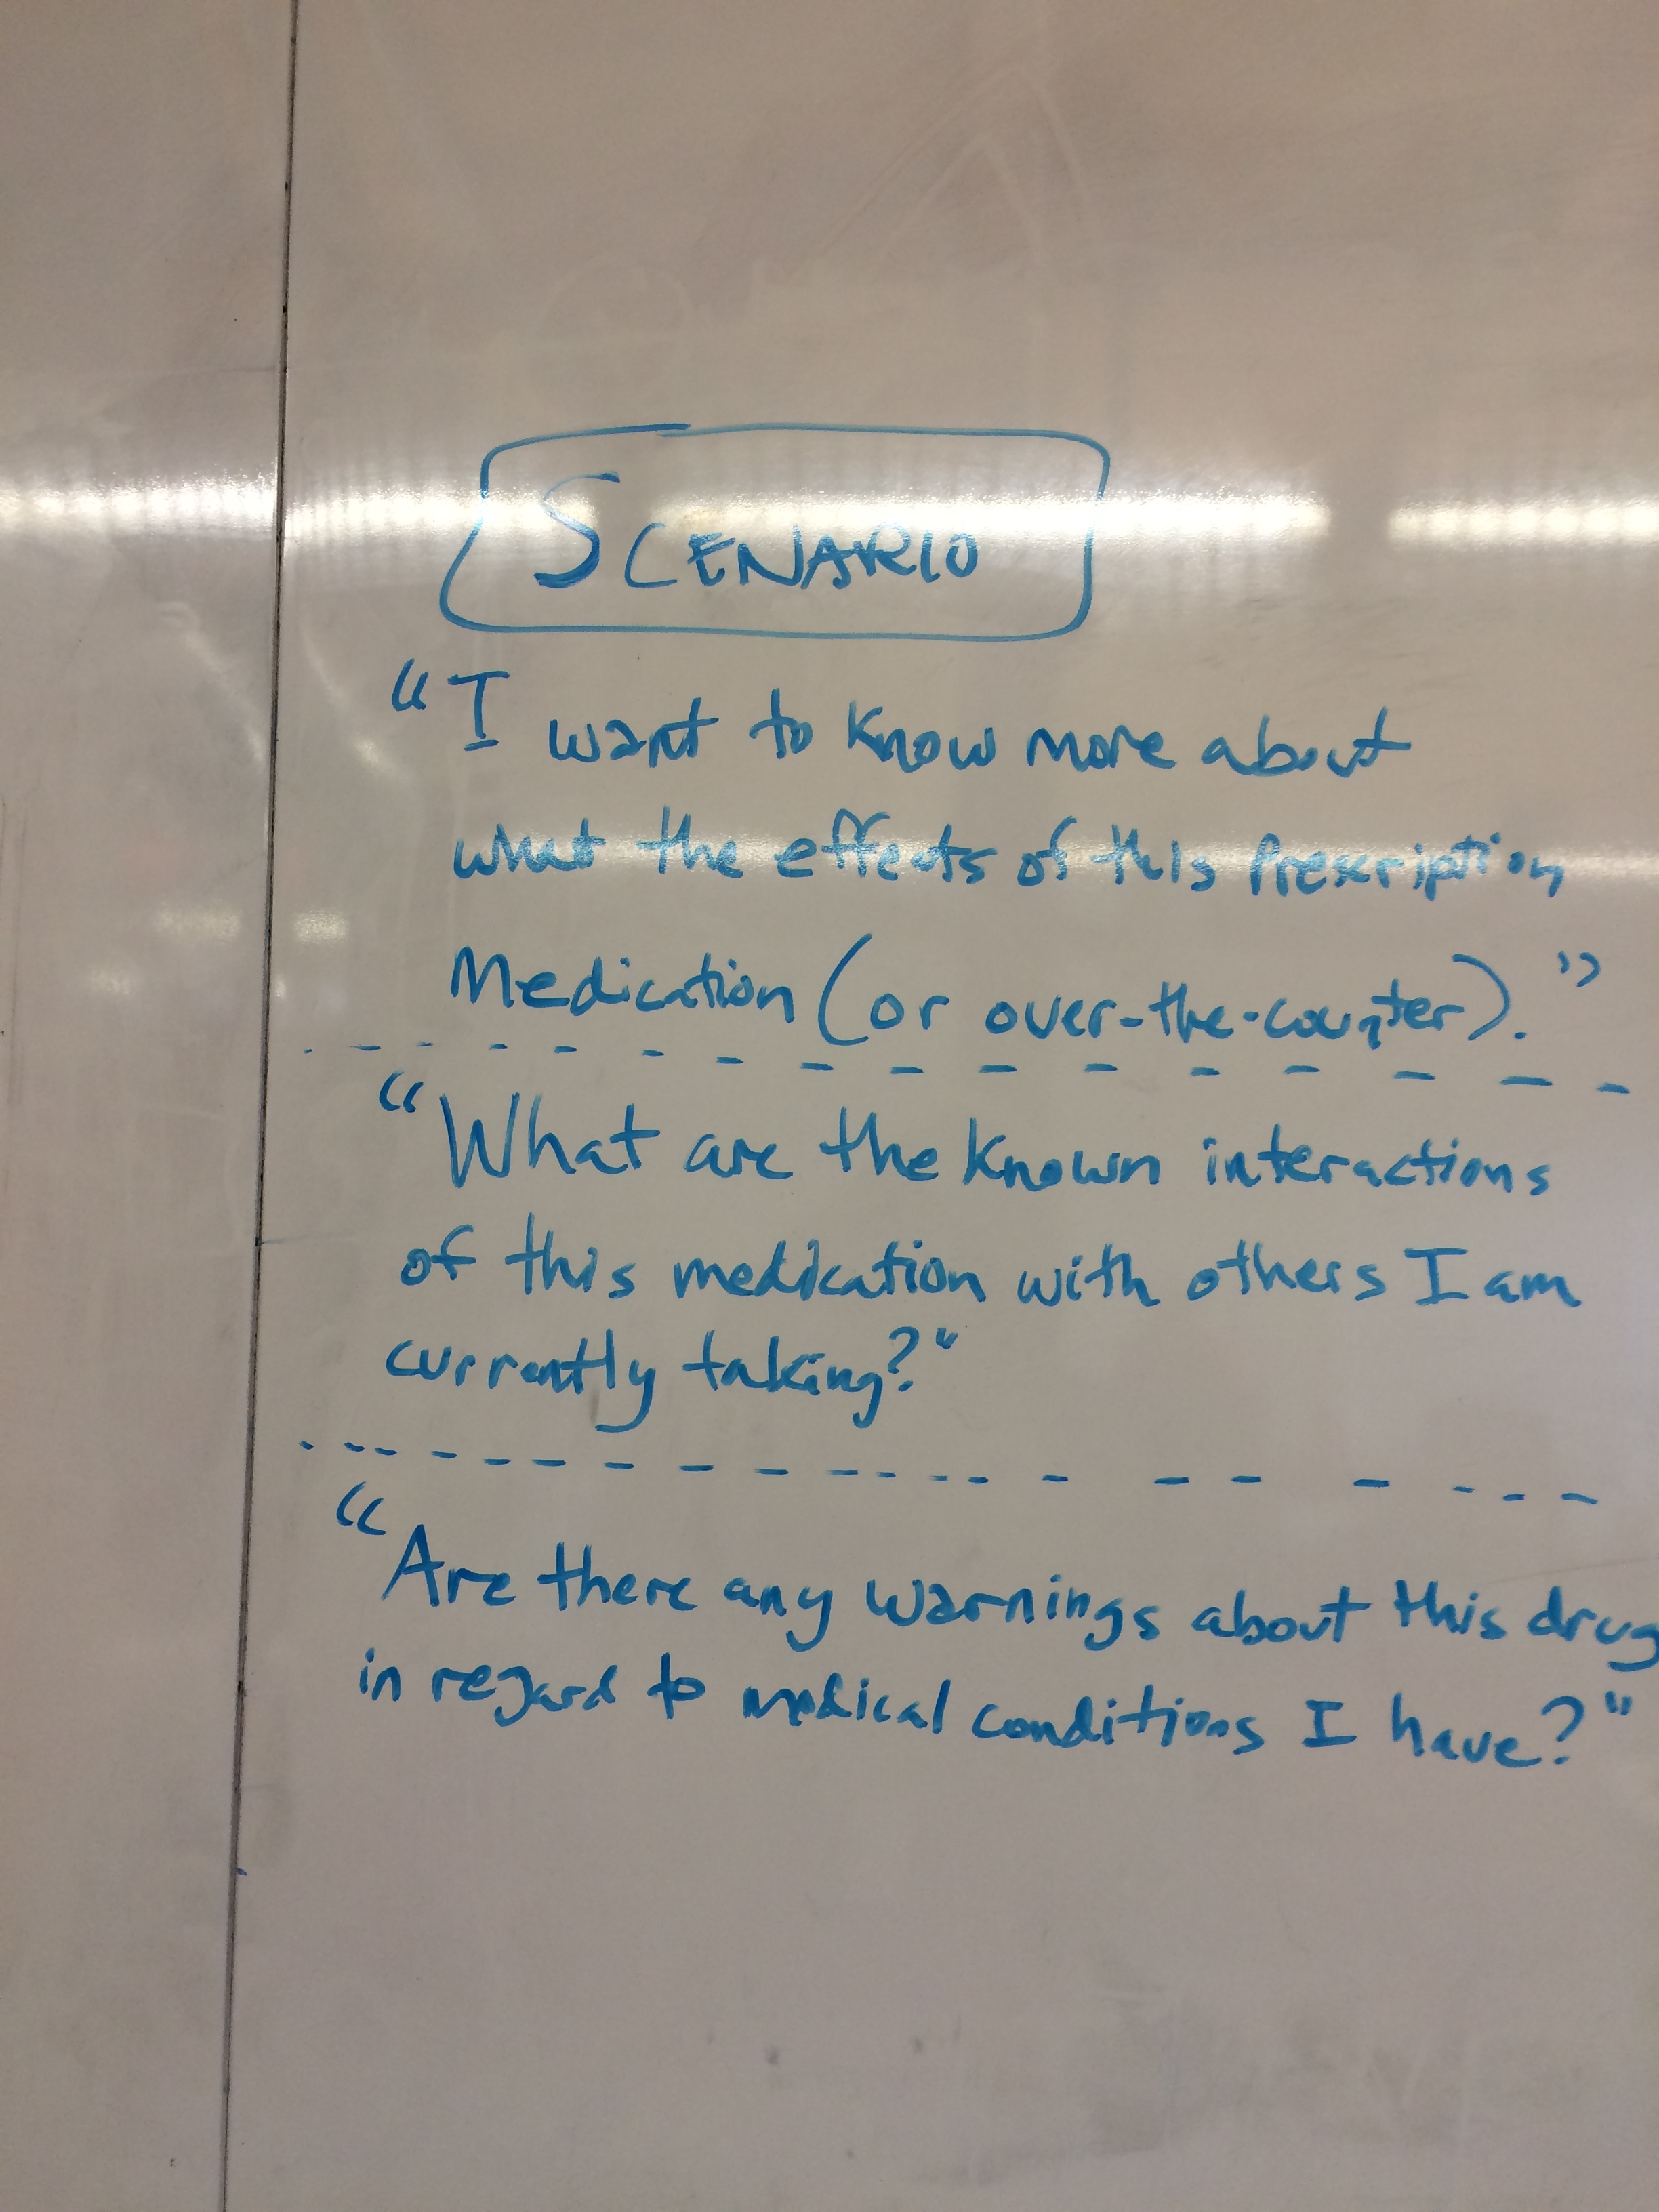 SCENARIO
"I want to know more about
what the effects of this Prescription
Medication (or over-the-counter)."
"What are the known interactions
of this medication with others I am
currently taking?"
"Are there any warnings about this drug
in regard to medical conditions I have?"